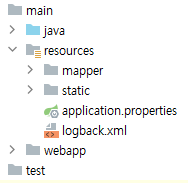 main
java
resources
mapper
static
application.properties
logback.xml
webapp
test